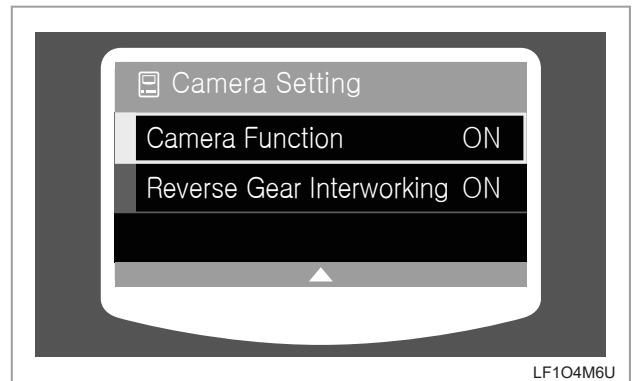 Camera Setting
Camera Function ON
Reverse Gear Interworking ON
LF1O4M6U